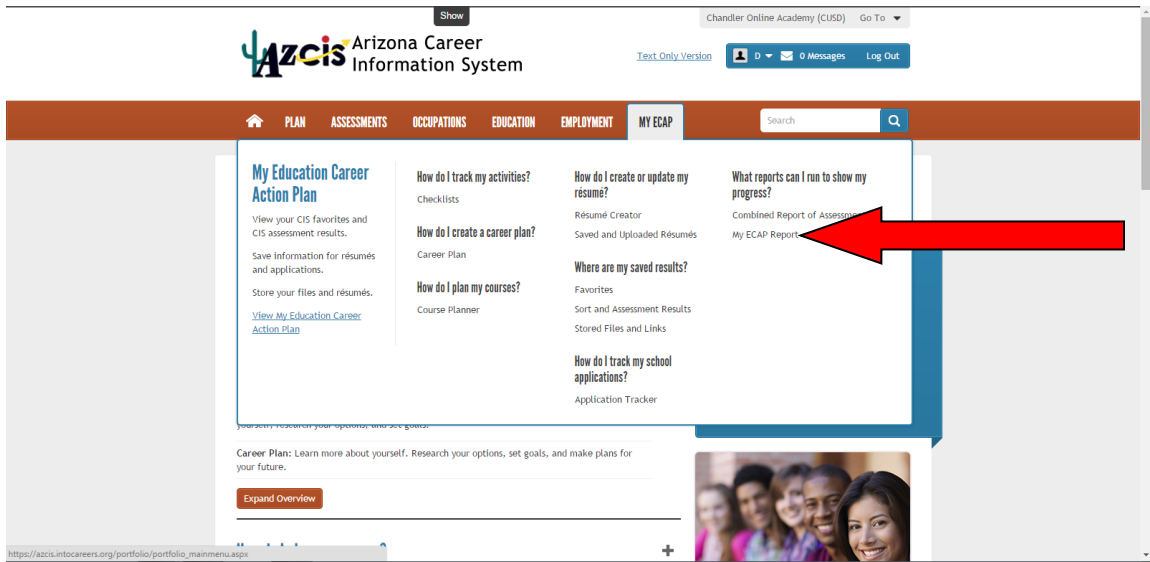 Show
Chandler Online Academy (CUSD) Go To
AZCIS Arizona Career
Information System
Text Only Version
D 0 Messages Log Out
PLAN ASSESSMENTS OCCUPATIONS EDUCATION EMPLOYMENT MY ECAP
Search
My Education Career
Action Plan
View your CIS favorites and
CIS assessment results.
Save information for résumés
and applications.
Store your files and résumés.
View My Education Career
Action Plan
How do I track my activities?
Checklists
How do I create a career plan?
Career Plan
How do I plan my courses?
Course Planner
How do I create or update my
résumé?
Résumé Creator
Saved and Uploaded Résumés
Where are my saved results?
Favorites
Sort and Assessment Results
Stored Files and Links
How do I track my school
applications?
Application Tracker
What reports can I run to show my
progress?
Combined Report of
My ECAP Report
yourself, research your options, and set goals.
Career Plan: Learn more about yourself. Research your options, set goals, and make plans for
your future.
Expand Overview
https://azcis.intocareers.org/portfolio/portfolio_mainmenu.aspx